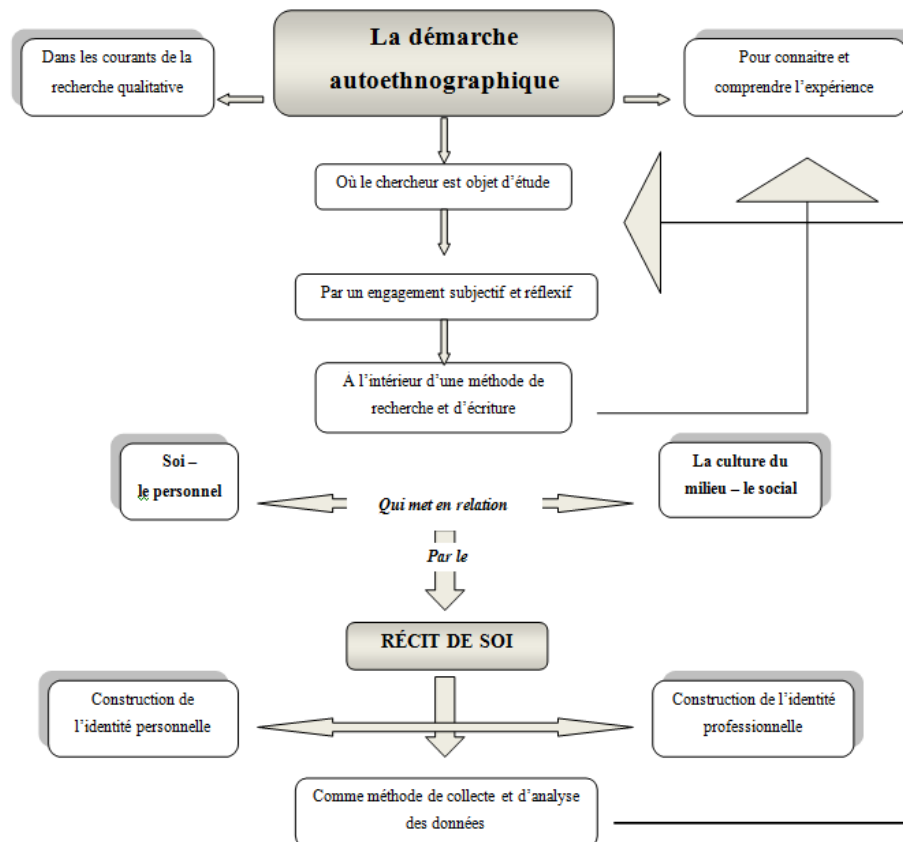 La démarche
autoethnographique
Dans les courants de la
recherche qualitative
Pour connaitre et
comprendre l'expérience
Où le chercheur est objet d'étude
Par un engagement subjectif et réflexif
À l'intérieur d'une méthode de
recherche et d'écriture
Soi –
le personnel
Qui met en relation
La culture du
milieu – le social
Par le
RÉCIT DE SOI
Construction de
l'identité personnelle
Construction de l'identité
professionnelle
Comme méthode de collecte et d'analyse
des données